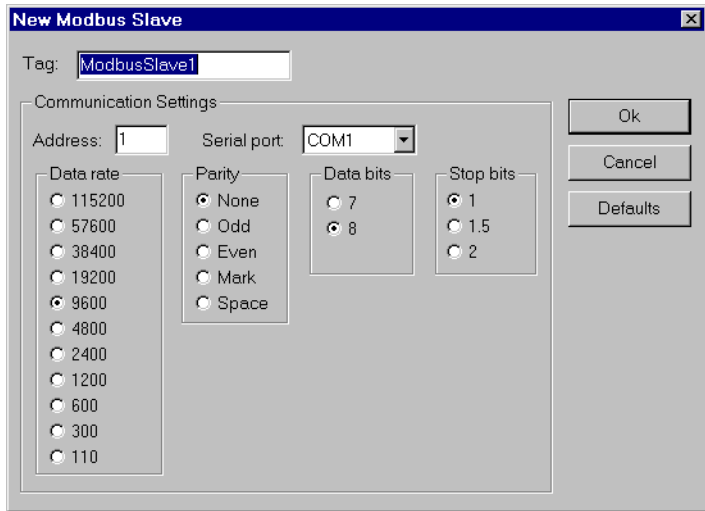 New Modbus Slave
Tag: ModbusSlave1
Communication Settings
Address: 1 Serial port: COM1
Data rate
115200
57600
38400
19200
9600
4800
2400
1200
600
300
110
Parity
None
Odd
Even
Mark
Space
Data bits
7
8
Stop bits
1
1.5
2
Ok
Cancel
Defaults